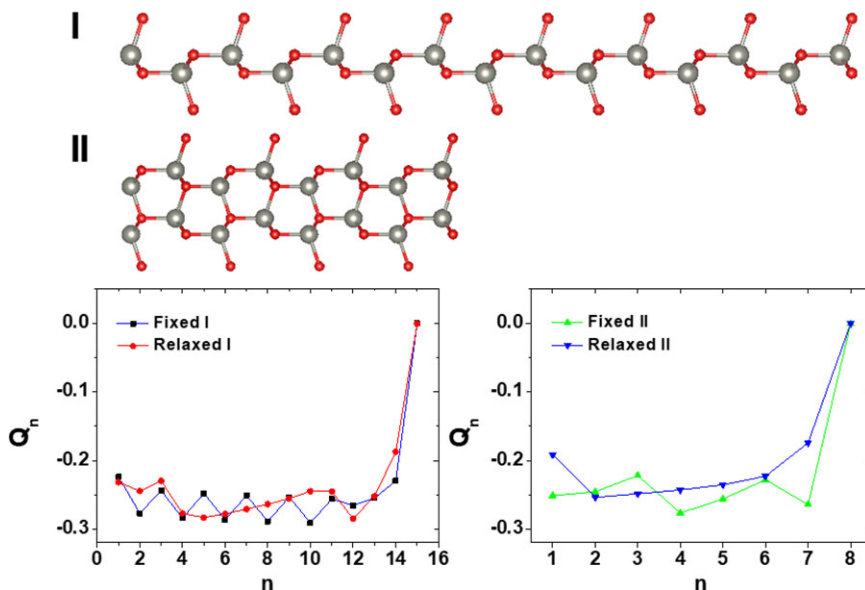 I
II
0.0
-0.1
-0.2
-0.3
Qn
Fixed I
Relaxed I
0 2 4 6 8 10 12 14 16
n
0.0
-0.1
-0.2
-0.3
Qn
Fixed II
Relaxed II
1 2 3 4 5 6 7 8
n